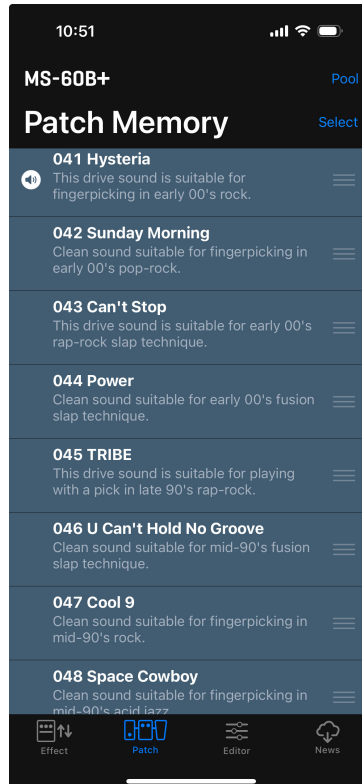 10:51
MS-60B+
Pool
Patch Memory
Select
041 Hysteria
This drive sound is suitable for
fingerpicking in early 00's rock.
042 Sunday Morning
Clean sound suitable for fingerpicking in
early 00's pop-rock.
043 Can't Stop
This drive sound is suitable for early 00's
rap-rock slap technique.
044 Power
Clean sound suitable for early 00's fusion
slap technique.
045 TRIBE
This drive sound is suitable for playing
with a pick in late 90's rap-rock.
046 U Can't Hold No Groove
Clean sound suitable for mid-90's fusion
slap technique.
047 Cool 9
Clean sound suitable for fingerpicking in
mid-90's rock.
048 Space Cowboy
Clean sound suitable for fingerpicking in
mid-90's acid jazz
Effect
Patch
Editor
News